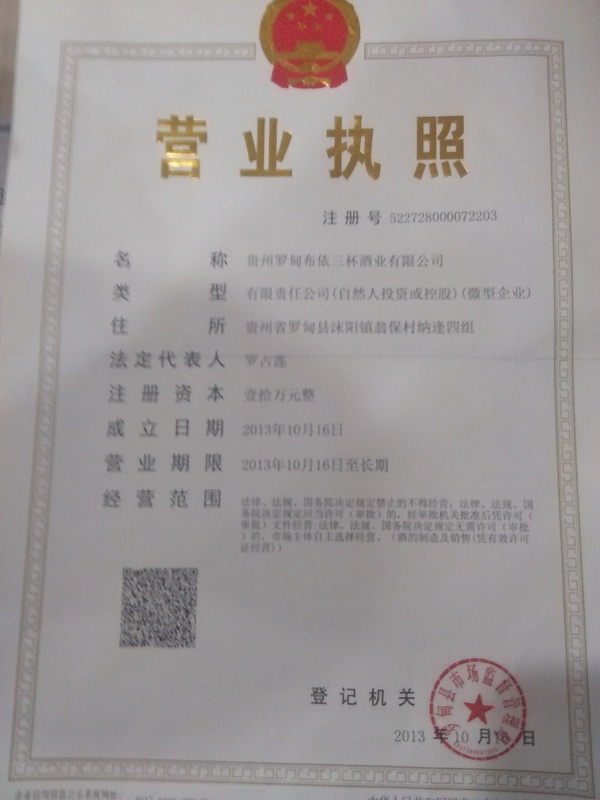 营业执照
注册号 522728000072203
名称 贵州罗甸布依三杯酒业有限公司
类型 有限责任公司(自然人投资或控股)(微型企业)
住所 贵州省罗甸县沫阳镇翁保村纳逢四组
法定代表人 罗占莲
注册资本 壹拾万元整
成立日期 2013年10月16日
营业期限 2013年10月16日至长期
经营范围 法律、法规、国务院决定规定禁止的不得经营；法律、法规、国
务院决定规定应当许可（审批）的，经审批机关批准后凭许可（
审批）文件经营;法律、法规、国务院决定规定无需许可（审批
）的，市场主体自主选择经营。（酒的制造及销售(凭有效许可
证经营)）
登记机关
甸县市场监督管理
2013 年 10 月 日